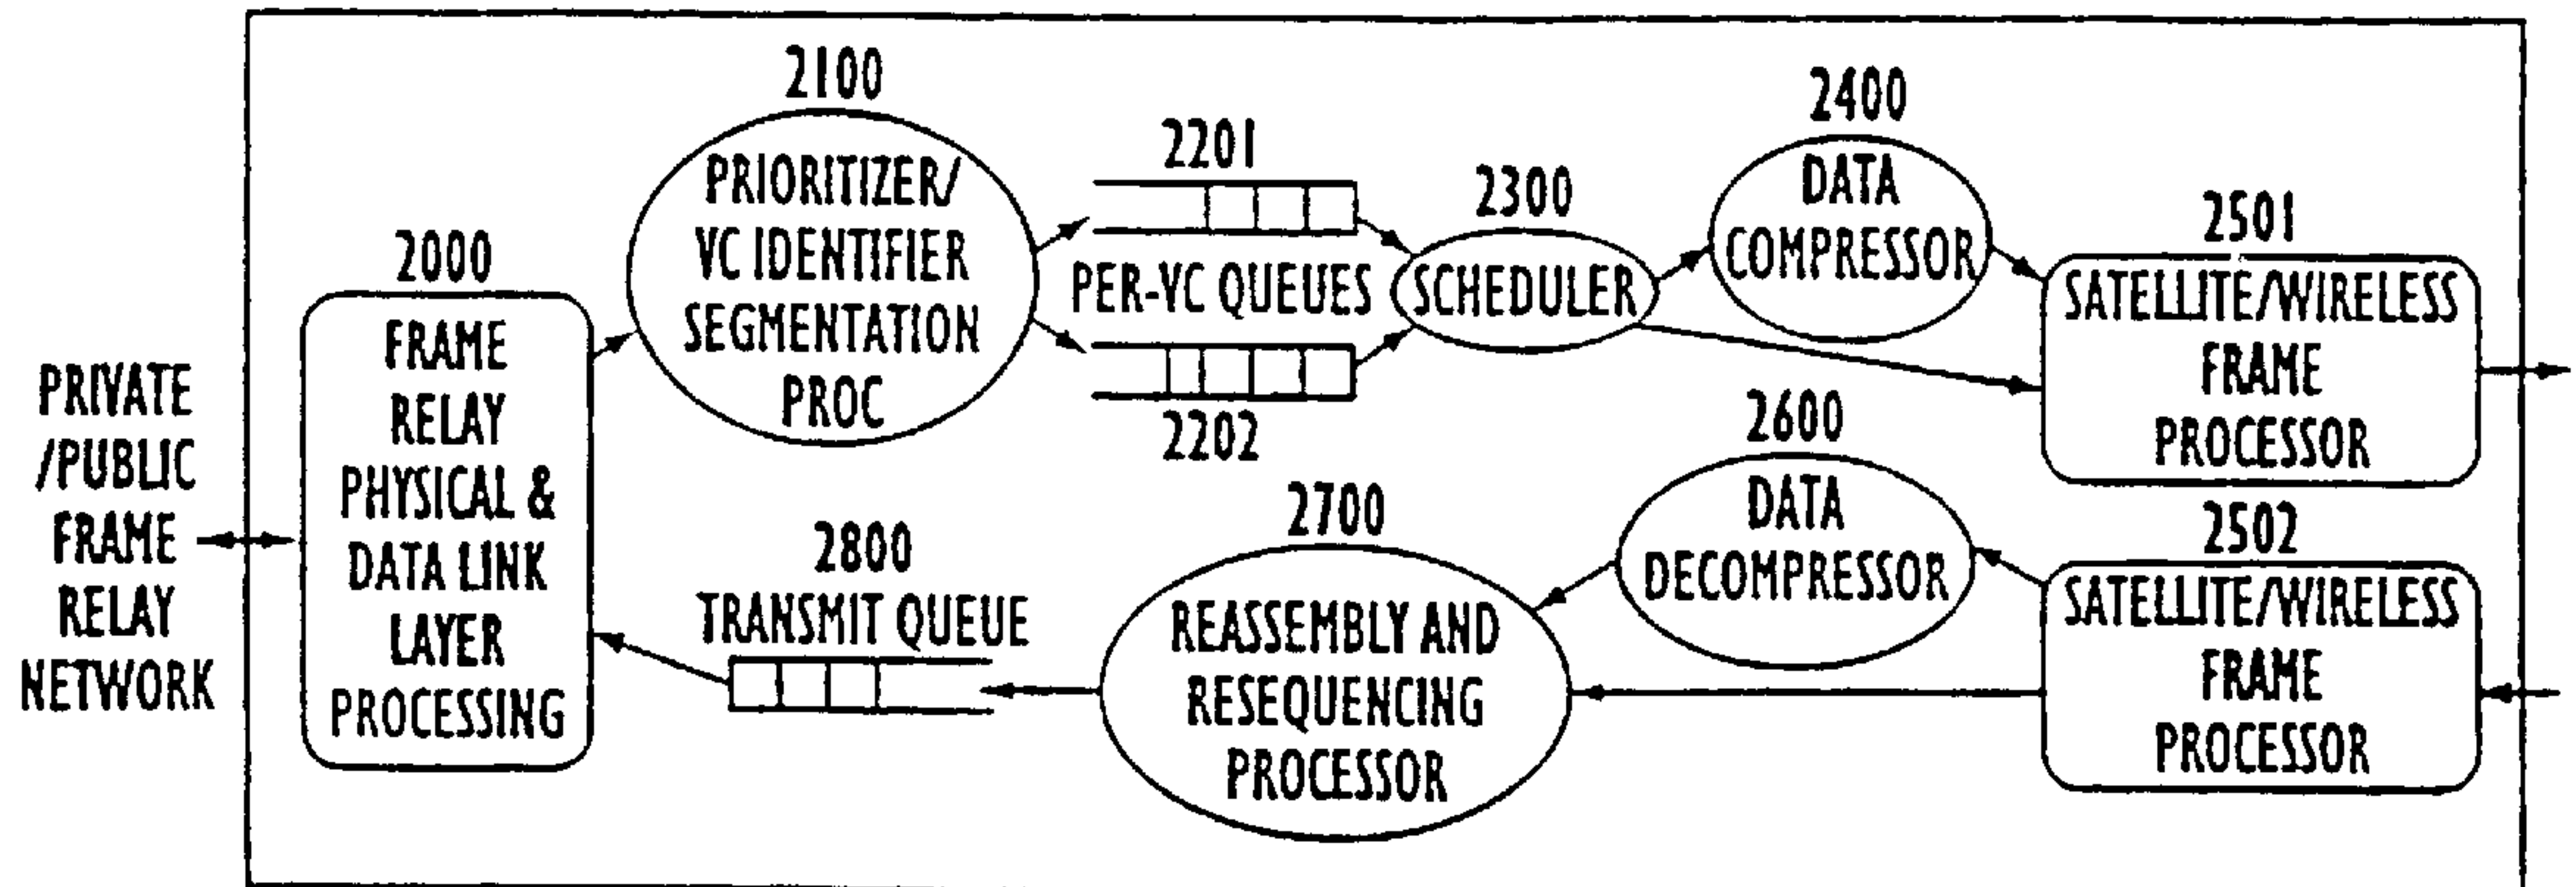 PRIVATE
/PUBLIC
FRAME
RELAY
NETWORK
2000
FRAME
RELAY
PHYSICAL &
DATA LINK
LAYER
PROCESSING
2100
PRIORITIZER/
VC IDENTIFIER
SEGMENTATION
PROC
2201
PER-VC QUEUES
2202
2300
SCHEDULER
2400
DATA
COMPRESSOR
2501
SATELLITE/WIRELESS
FRAME
PROCESSOR
2502
SATELLITE/WIRELESS
FRAME
PROCESSOR
2600
DATA
DECOMPRESSOR
2700
REASSEMBLY AND
RESEQUENCING
PROCESSOR
2800
TRANSMIT QUEUE